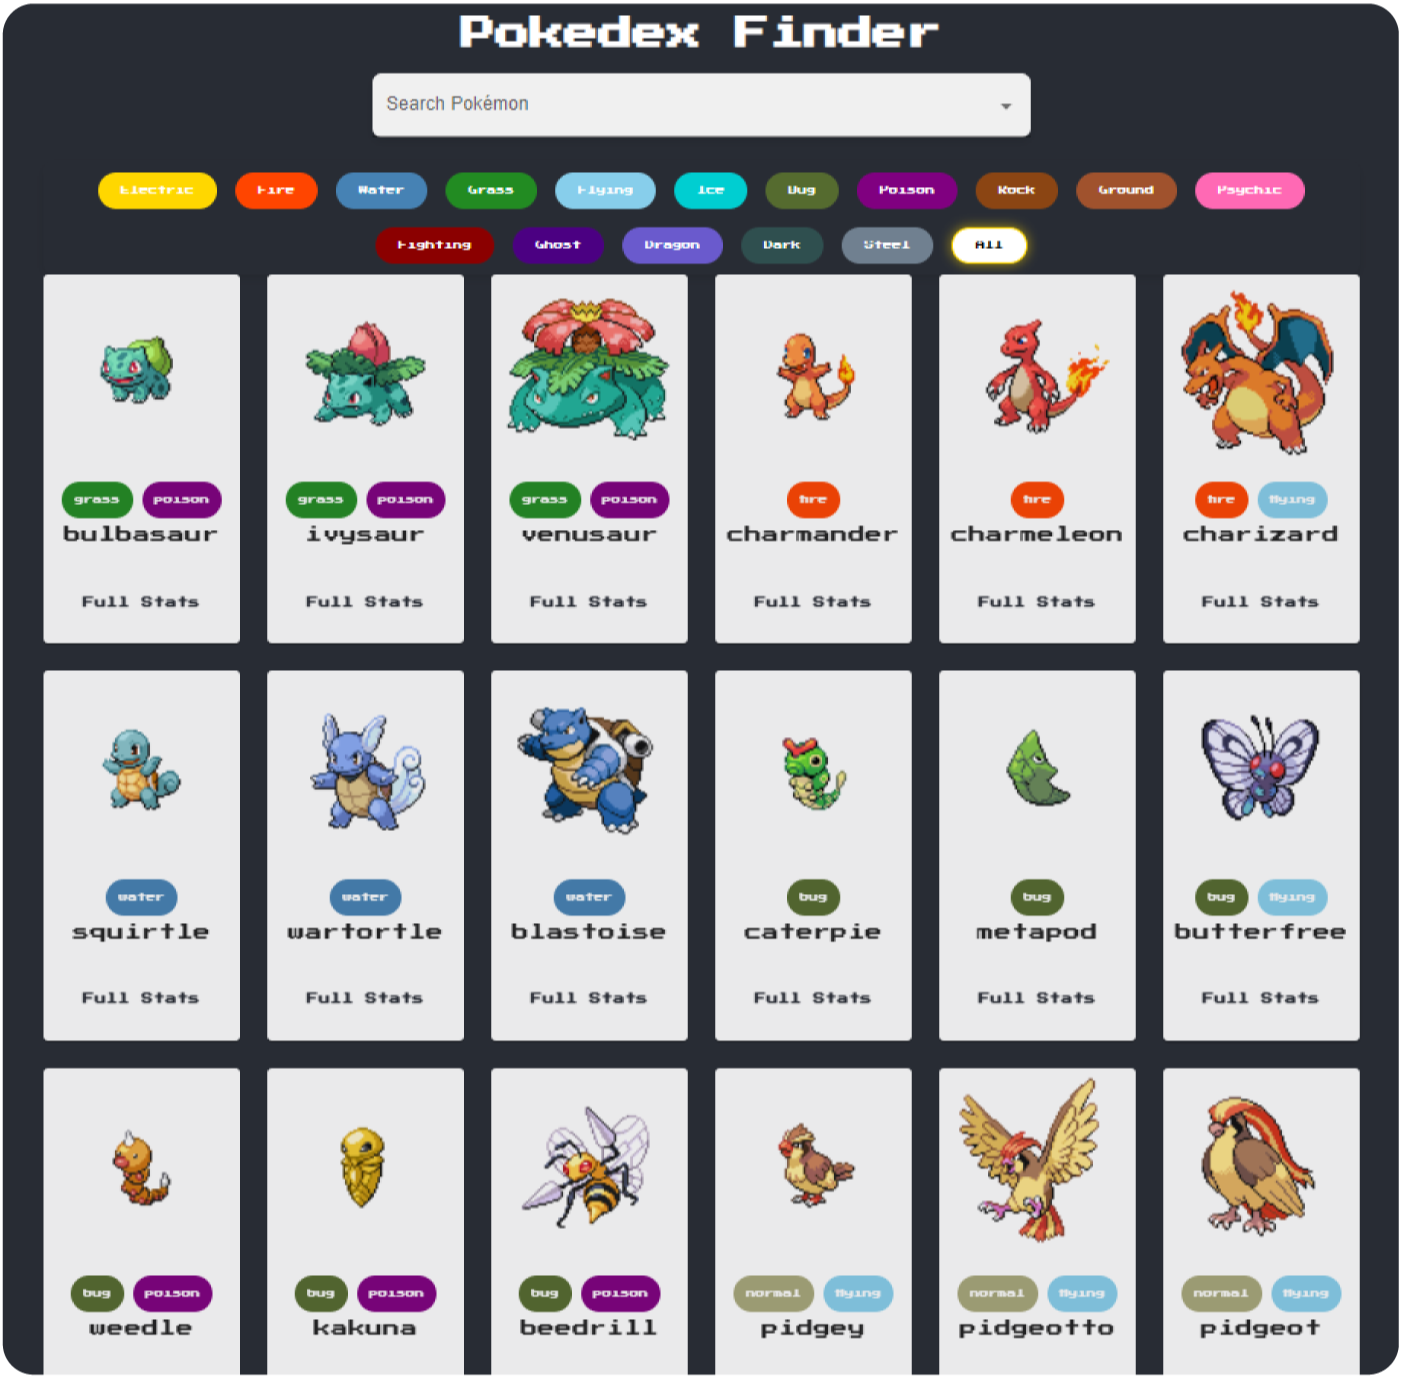 Pokedex Finder
Search Pokémon
Electric Fire Water Grass Flying Ice Bug Poison Rock Ground Psychic
Fighting Ghost Dragon Dark Steel All
grass poison grass poison grass poison fire fire fire flying
bulbasaur ivysaur venusaur charmander charmeleon charizard
Full Stats Full Stats Full Stats Full Stats Full Stats Full Stats
water water water bug bug bug flying
squirtle wartortle blastoise caterpie metapod butterfree
Full Stats Full Stats Full Stats Full Stats Full Stats Full Stats
bug poison bug poison bug poison normal flying normal flying normal flying
weedle kakuna beedrill pidgey pidgeotto pidgeot